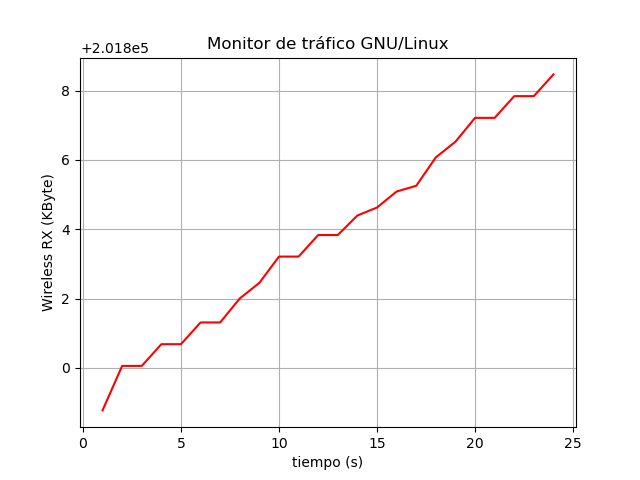 +2.018e5
Monitor de tráfico GNU/Linux
8
6
4
2
0
Wireless RX (KByte)
0 5 10 15 20 25
tiempo (s)